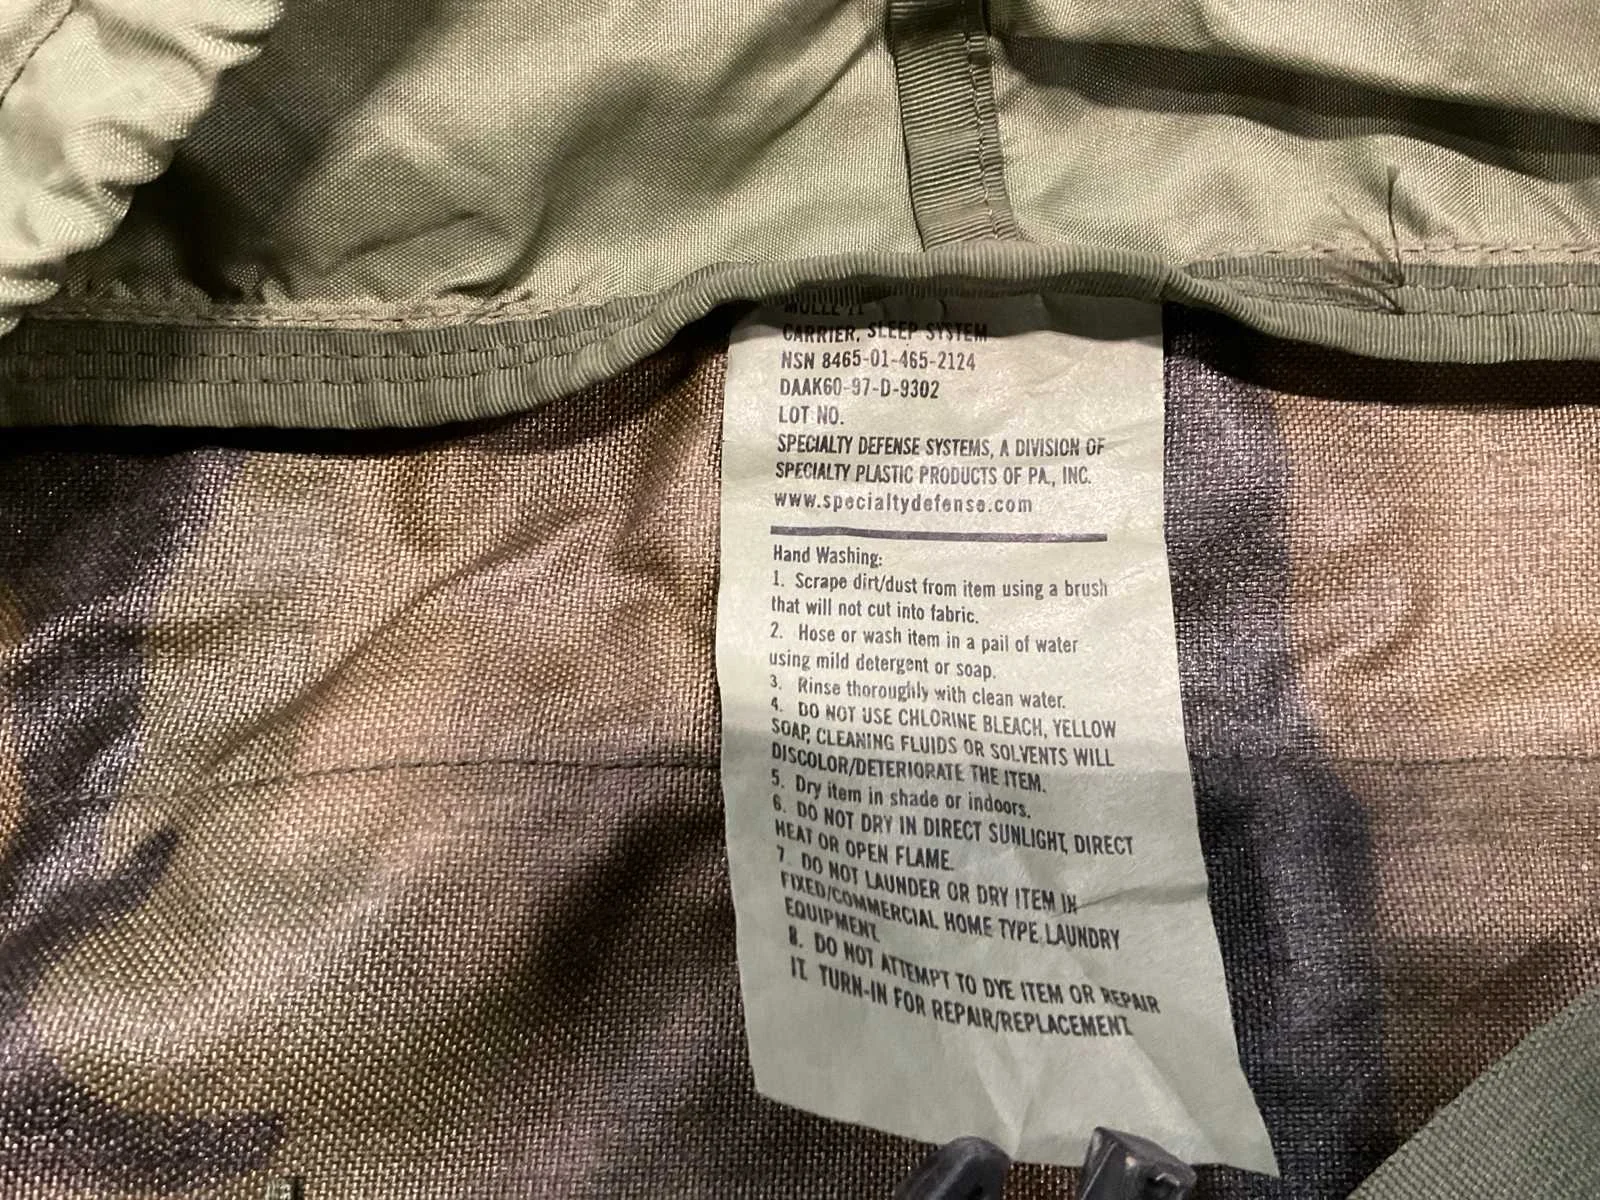 MOLLE II
CARRIER, SLEEP SYSTEM
NSN 8465-01-465-2124
DAAK60-97-D-9302
LOT NO.
SPECIALTY DEFENSE SYSTEMS, A DIVISION OF
SPECIALTY PLASTIC PRODUCTS OF PA., INC.
www.specialtydefense.com
Hand Washing:
1. Scrape dirt/dust from item using a brush
that will not cut into fabric.
2. Hose or wash item in a pail of water
using mild detergent or soap.
3. Rinse thoroughly with clean water.
4. DO NOT USE CHLORINE BLEACH, YELLOW
SOAP, CLEANING FLUIDS OR SOLVENTS WILL
DISCOLOR/DETERIORATE THE ITEM.
5. Dry item in shade or indoors.
6. DO NOT DRY IN DIRECT SUNLIGHT, DIRECT
HEAT OR OPEN FLAME.
7. DO NOT LAUNDER OR DRY ITEM IN
FIXED/COMMERCIAL HOME TYPE LAUNDRY
EQUIPMENT.
8. DO NOT ATTEMPT TO DYE ITEM OR REPAIR
IT. TURN-IN FOR REPAIR/REPLACEMENT.